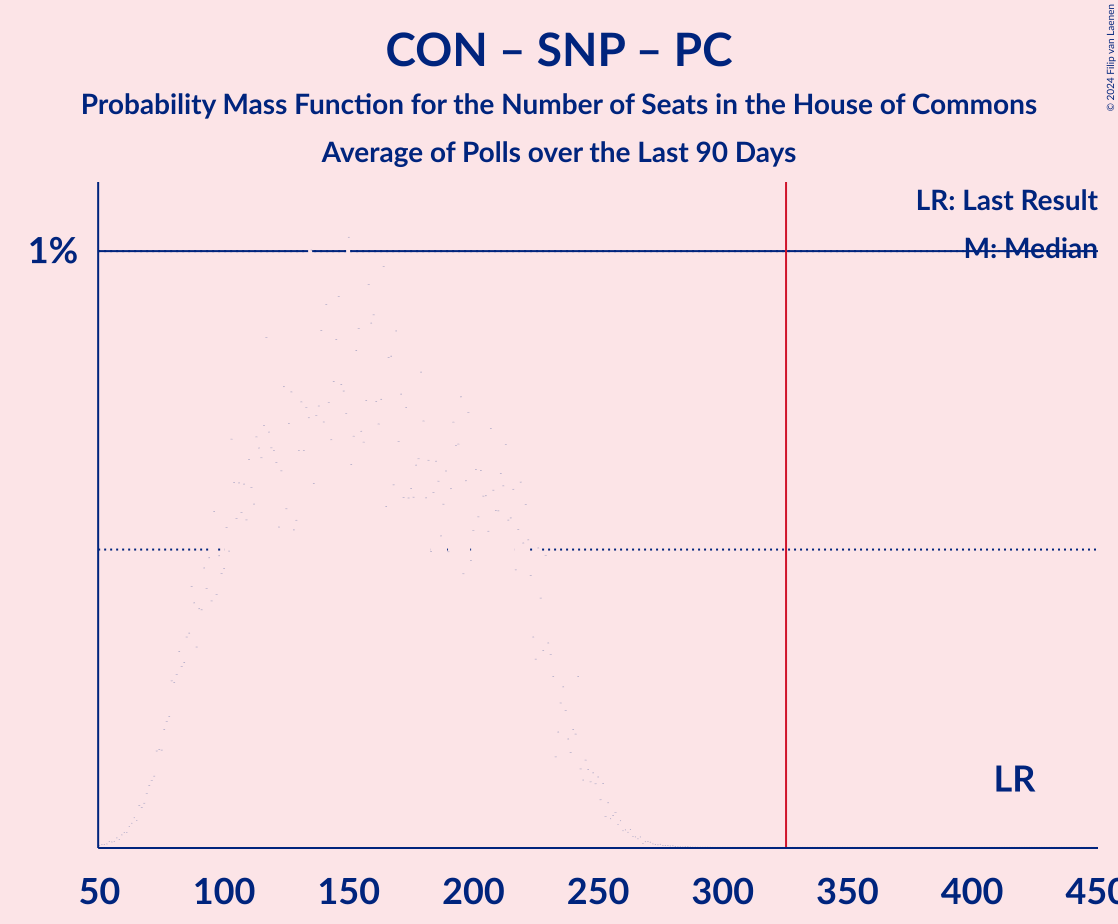 CON – SNP – PC
Probability Mass Function for the Number of Seats in the House of Commons
Average of Polls over the Last 90 Days
© 2024 Filip van Laenen
LR: Last Result
M: Median
1%
LR
50 100 150 200 250 300 350 400 450